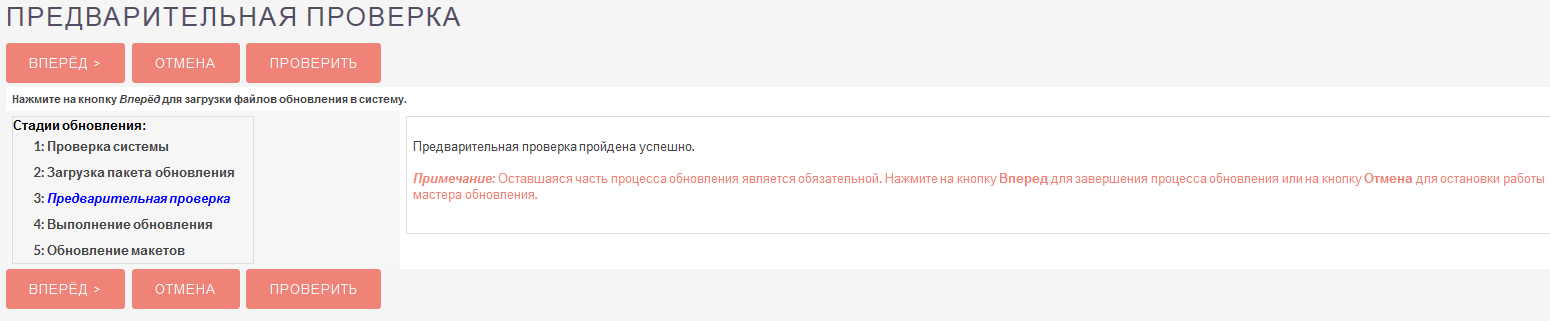 ПРЕДВАРИТЕЛЬНАЯ ПРОВЕРКА
ВПЕРЁД > ОТМЕНА ПРОВЕРИТЬ
Нажмите на кнопку Вперёд для загрузки файлов обновления в систему.
Стадии обновления:
1: Проверка системы
2: Загрузка пакета обновления
3: Предварительная проверка
4: Выполнение обновления
5: Обновление макетов
Предварительная проверка пройдена успешно.
Примечание: Оставшаяся часть процесса обновления является обязательной. Нажмите на кнопку Вперед для завершения процесса обновления или на кнопку Отмена для остановки работы
мастера обновления.
ВПЕРЁД > ОТМЕНА ПРОВЕРИТЬ